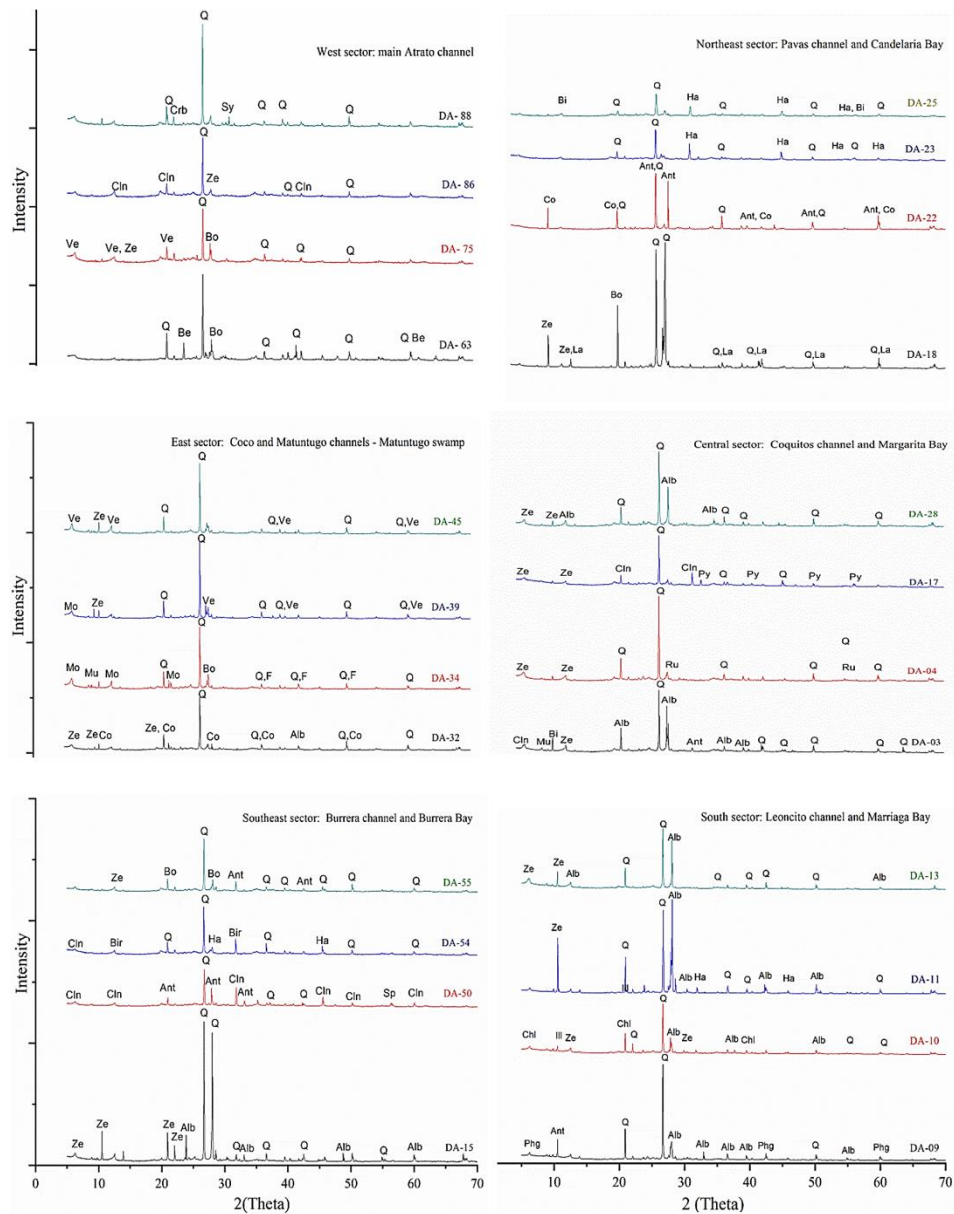 West sector: main Atrato channel
Q
Q Crb Sy Q Q Q
DA- 88
Q
Cln Cln Ze Q Cln Q
DA- 86
Q
Ve Ve, Ze Ve Bo Q Q Q
DA-75
Q Be Bo Q Q Q Q Be
DA- 63
Intensity
Northeast sector: Pavas channel and Candelaria Bay
Q
Bi Q Ha Q Ha Q Ha, Bi Q
DA-25
Q
Q Ha Q Ha Q Ha Q Ha
DA-23
Ant,Q Ant
Co Co,Q Q Ant, Co Ant,Q Ant, Co
DA-22
Q
Ze Ze,La Bo Q,La Q,La Q,La Q,La
DA-18
East sector: Coco and Matuntugo channels - Matuntugo swamp
Q
Ve Ze Ve Q Q,Ve Q Q,Ve
DA-45
Q
Mo Ze Q Ve Q Q,Ve Q Q,Ve
DA-39
Q
Mo Mu Mo Q Mo Bo Q,F Q,F Q,F Q
DA-34
Q
Ze Ze Co Ze, Co Co Q,Co Alb Q,Co Q
DA-32
Intensity
Central sector: Coquitos channel and Margarita Bay
Q
Ze Ze Alb Q Alb Alb Q Q Q Q
DA-28
Q
Ze Ze Cln Cln Py Q Py Q Py Py
DA-17
Q
Ze Ze Q Ru Q Q Q Ru Q
DA-04
Q
Cln Mu Bi Ze Alb Ant Alb Alb Q Q Q Q Q
DA-03
Southeast sector: Burrera channel and Burrera Bay
Q
Ze Bo Bo Ant Q Q Ant Q Q Q
DA-55
Q
Cln Bir Q Ha Bir Q Ha Q Q
DA-54
Q
Cln Cln Ant Ant Cln Ant Q Q Cln Cln Sp Cln
DA-50
Q Q
Ze Ze Ze Ze Alb Q Alb Q Q Alb Q Alb
DA-15
Intensity
0 10 20 30 40 50 60 70
2(Theta)
South sector: Leoncito channel and Marriaga Bay
Q
Ze Ze Alb Q Alb Q Q Q Q Alb
DA-13
Q Alb
Ze Q Alb Ha Q Q Alb Ha Alb Q
DA-11
Q
Chl Ill Ze Chl Q Alb Ze Alb Chl Alb Q Q
DA-10
Q
Phg Ant Q Alb Alb Alb Alb Phg Q Alb Phg
DA-09
10 20 30 40 50 60 70
2(Theta)